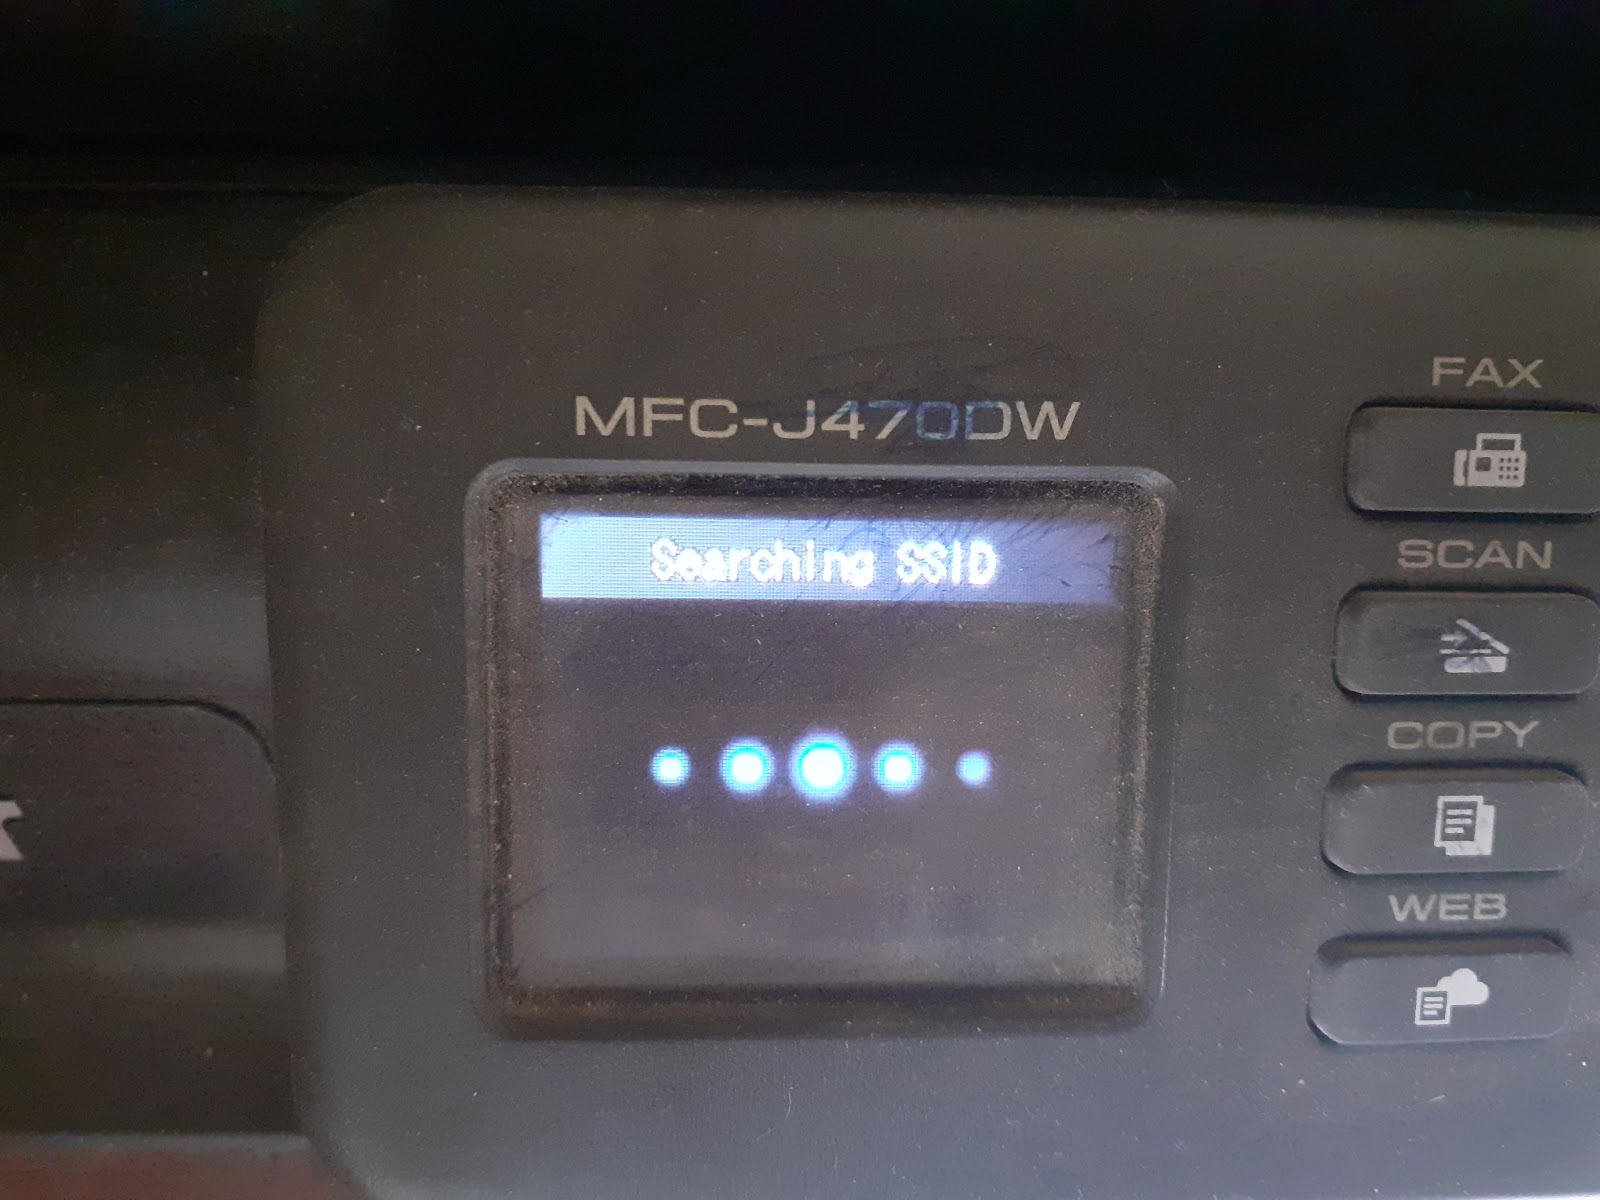 MFC-J470DW
Searching SSID
FAX
SCAN
COPY
WEB